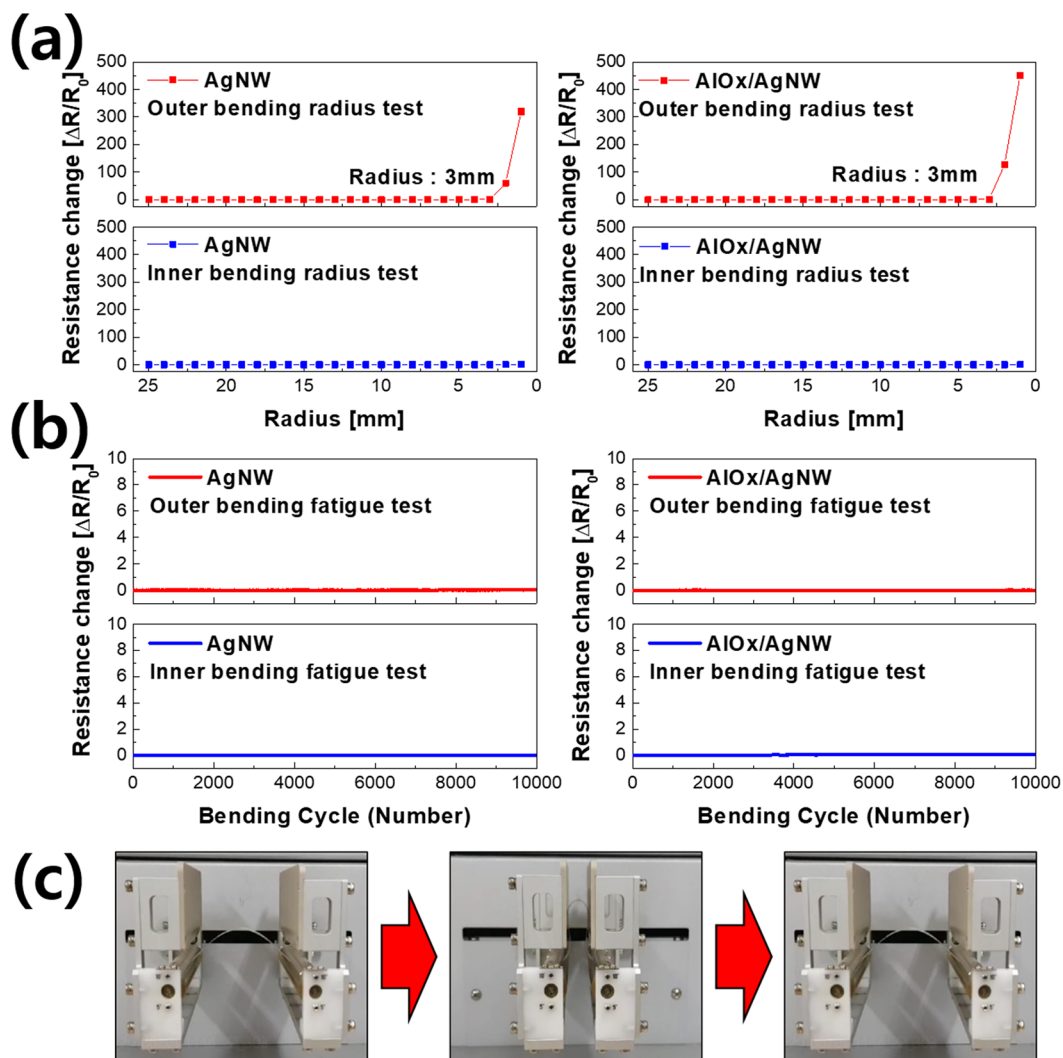 (a)
Resistance change [ΔR/R0]
500
400
300
200
100
0
AgNW
Outer bending radius test
Radius : 3mm
500
400
300
200
100
0
AgNW
Inner bending radius test
25 20 15 10 5 0
Radius [mm]
Resistance change [ΔR/R0]
500
400
300
200
100
0
AlOx/AgNW
Outer bending radius test
Radius : 3mm
500
400
300
200
100
0
AlOx/AgNW
Inner bending radius test
25 20 15 10 5 0
Radius [mm]
(b)
Resistance change [ΔR/R0]
10
8
6
4
2
0
AgNW
Outer bending fatigue test
10
8
6
4
2
0
AgNW
Inner bending fatigue test
0 2000 4000 6000 8000 10000
Bending Cycle (Number)
Resistance change [ΔR/R0]
10
8
6
4
2
0
AlOx/AgNW
Outer bending fatigue test
10
8
6
4
2
0
AlOx/AgNW
Inner bending fatigue test
0 2000 4000 6000 8000 10000
Bending Cycle (Number)
(c)